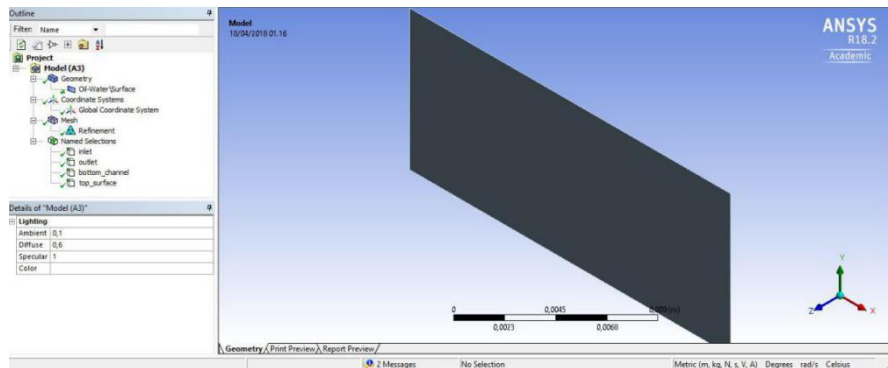 Outline
Filter: Name
Project
Model (A3)
Geometry
Oil-Water\Surface
Coordinate Systems
Global Coordinate System
Mesh
Refinement
Named Selections
inlet
outlet
bottom_channel
top_surface
Details of "Model (A3)"
Lighting
Ambient 0,1
Diffuse 0,6
Specular 1
Color
Model
10/04/2018 01.16
ANSYS
R18.2
Academic
Y
Z X
0 0,0045 0,009 (m)
0,0023 0,0068
Geometry Print Preview Report Preview
2 Messages No Selection Metric (m, kg, N, s, V, A) Degrees rad/s Celsius